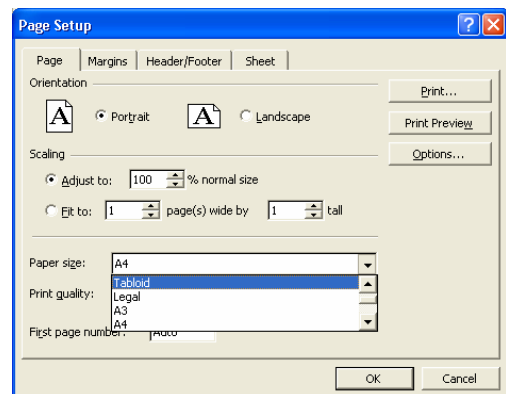 Page Setup
Page Margins Header/Footer Sheet
Orientation
A Portrait A Landscape
Print...
Print Preview
Options...
Scaling
Adjust to: 100 % normal size
Fit to: 1 page(s) wide by 1 tall
Paper size: A4
Tabloid
Print quality: Legal
A3
A4
First page number: Auto
OK Cancel